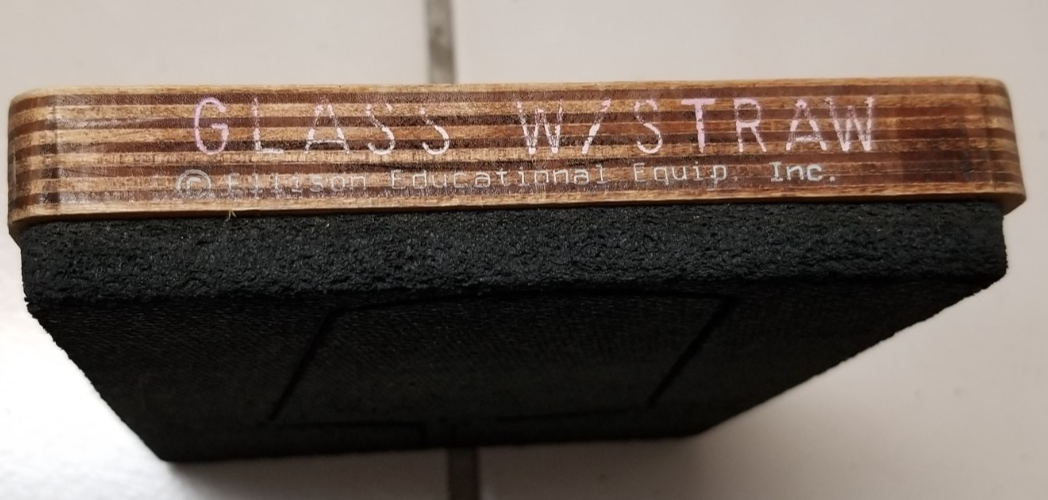 GLASS W/STRAW
© Ellison Educational Equip. Inc.